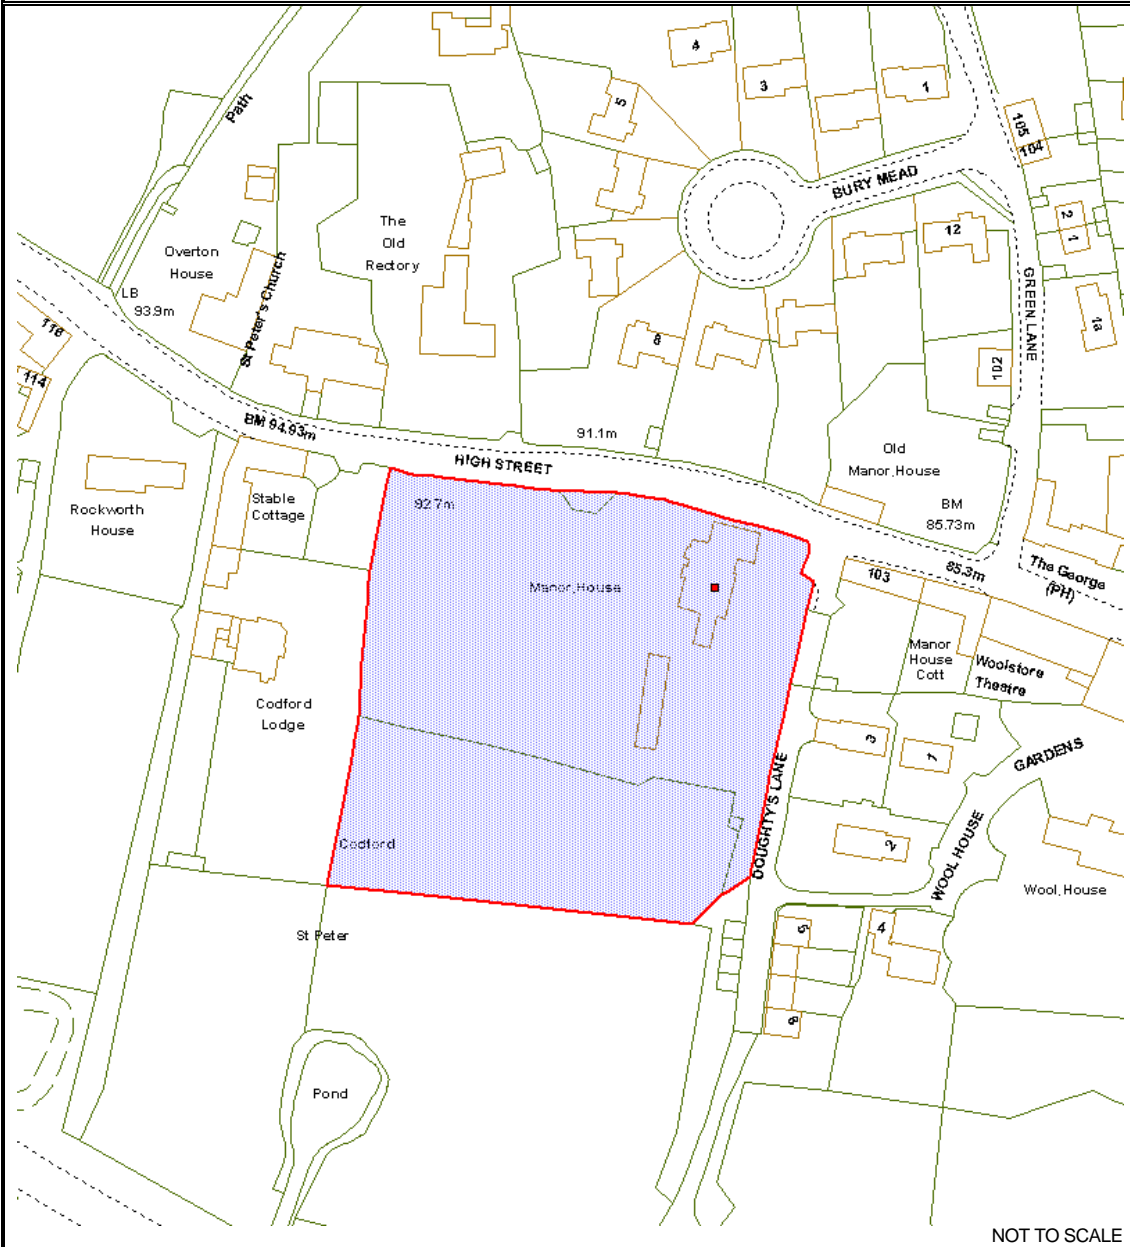 4
3
1
5
105
104
Path
BURY MEAD
2
1
12
The
Old
Rectory
Overton
House
St Peter's Church
GREEN LANE
LB
93.9m
1a
116
8
102
114
BM 94.93m
91.1m
HIGH STREET
Old
Manor House
BM
85.73m
92.7m
Stable
Cottage
Rockworth
House
The George
(PH)
85.3m
103
Manor House
Manor
House
Cott
Woolstore
Theatre
Codford
Lodge
3
1
GARDENS
DOUGHTY'S LANE
2
WOOL HOUSE
Codford
Wool House
St Peter
5
4
Pond
NOT TO SCALE